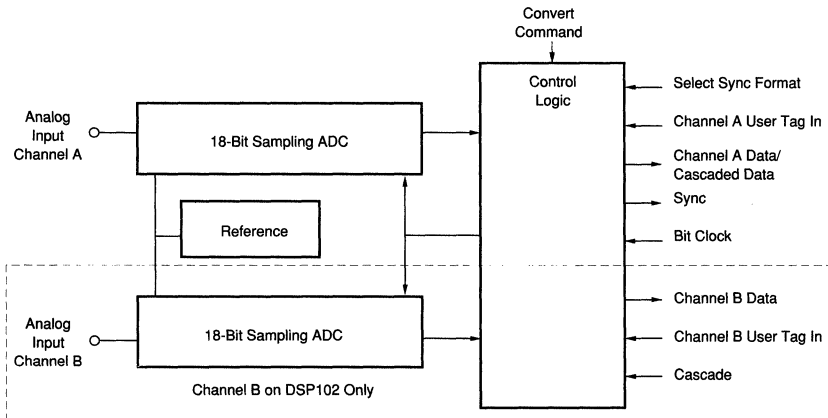 Convert
Command
Control
Logic
Select Sync Format
Analog
Input
Channel A
18-Bit Sampling ADC
Channel A User Tag In
Channel A Data/
Cascaded Data
Sync
Reference
Bit Clock
Analog
Input
Channel B
18-Bit Sampling ADC
Channel B Data
Channel B User Tag In
Cascade
Channel B on DSP102 Only